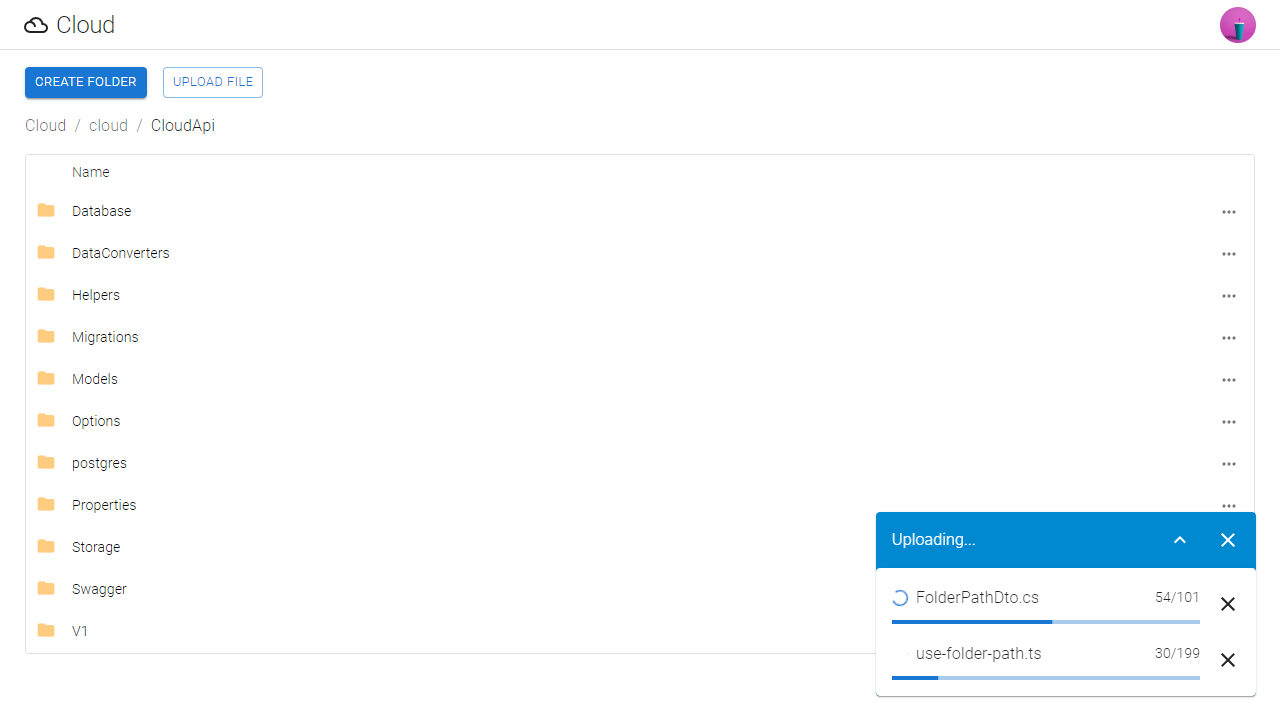 Cloud
CREATE FOLDER UPLOAD FILE
Cloud / cloud / CloudApi
Name
Database
DataConverters
Helpers
Migrations
Models
Options
postgres
Properties
Storage
Swagger
V1
Uploading...
FolderPathDto.cs 54/101
use-folder-path.ts 30/199